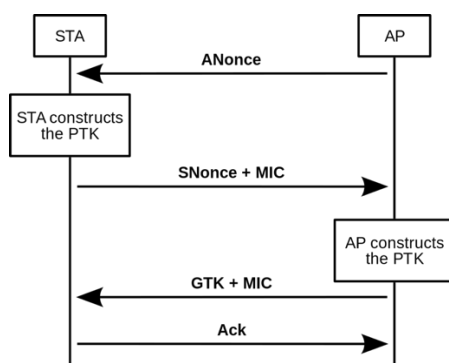 STA
AP
ANonce
STA constructs
the PTK
SNonce + MIC
AP constructs
the PTK
GTK + MIC
Ack